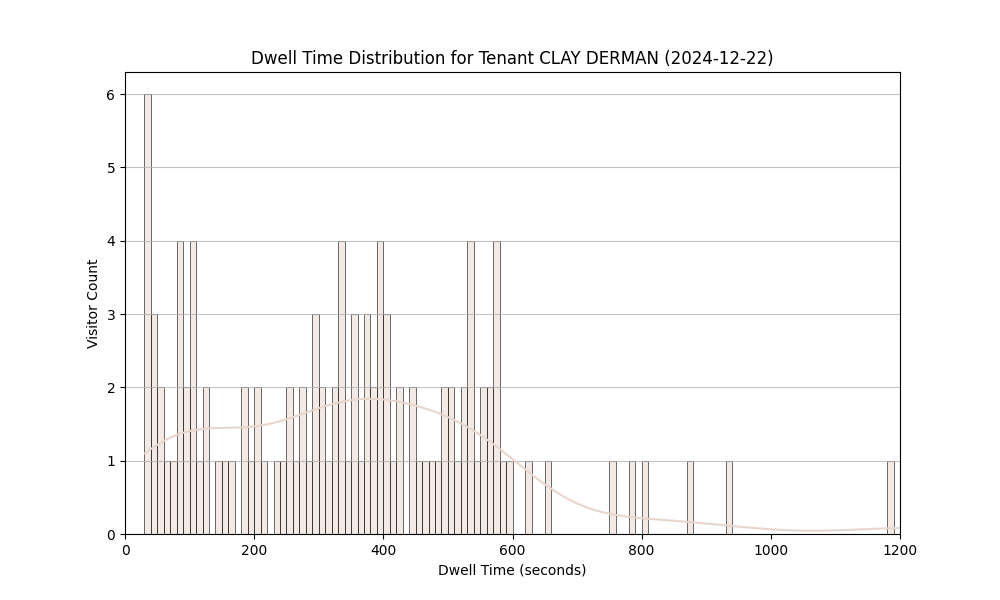 Dwell Time Distribution for Tenant CLAY DERMAN (2024-12-22)
Visitor Count
6
5
4
3
2
1
0
0 200 400 600 800 1000 1200
Dwell Time (seconds)